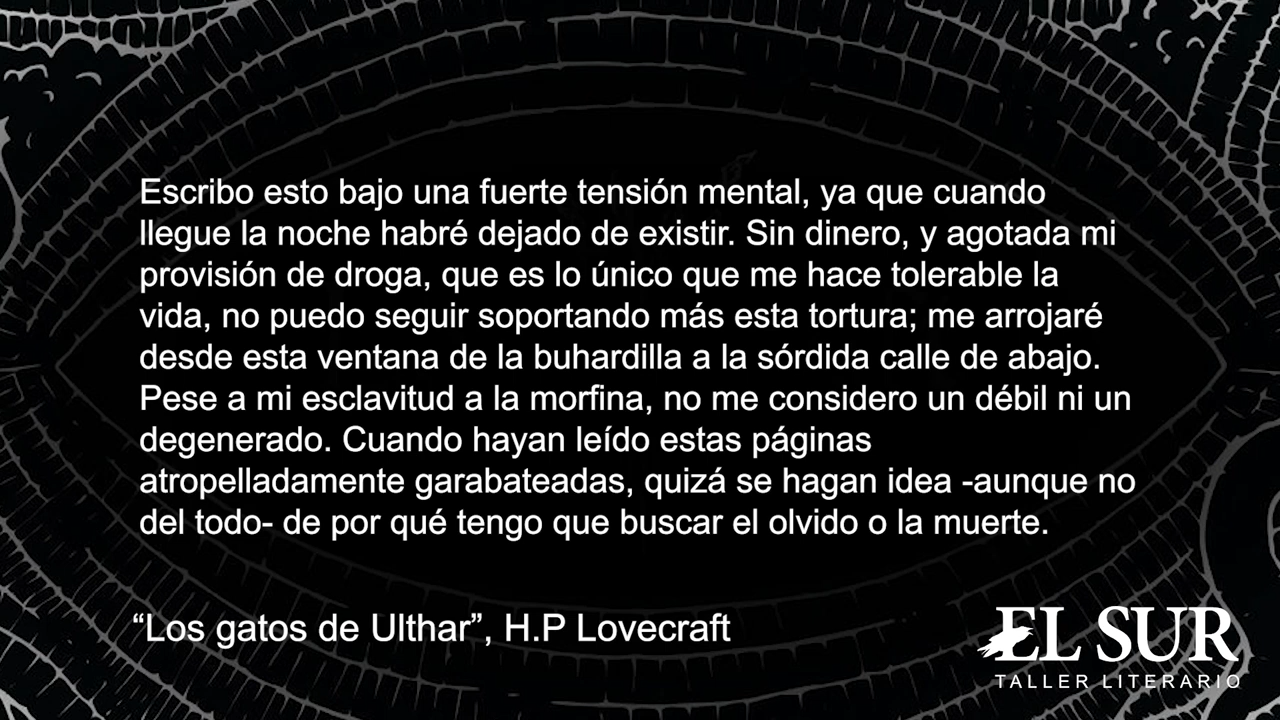 Escribo esto bajo una fuerte tensión mental, ya que cuando
llegue la noche habré dejado de existir. Sin dinero, y agotada mi
provisión de droga, que es lo único que me hace tolerable la
vida, no puedo seguir soportando más esta tortura; me arrojaré
desde esta ventana de la buhardilla a la sórdida calle de abajo.
Pese a mi esclavitud a la morfina, no me considero un débil ni un
degenerado. Cuando hayan leído estas páginas
atropelladamente garabateadas, quizá se hagan idea -aunque no
del todo- de por qué tengo que buscar el olvido o la muerte.
“Los gatos de Ulthar”, H.P Lovecraft
EL SUR
TALLER LITERARIO